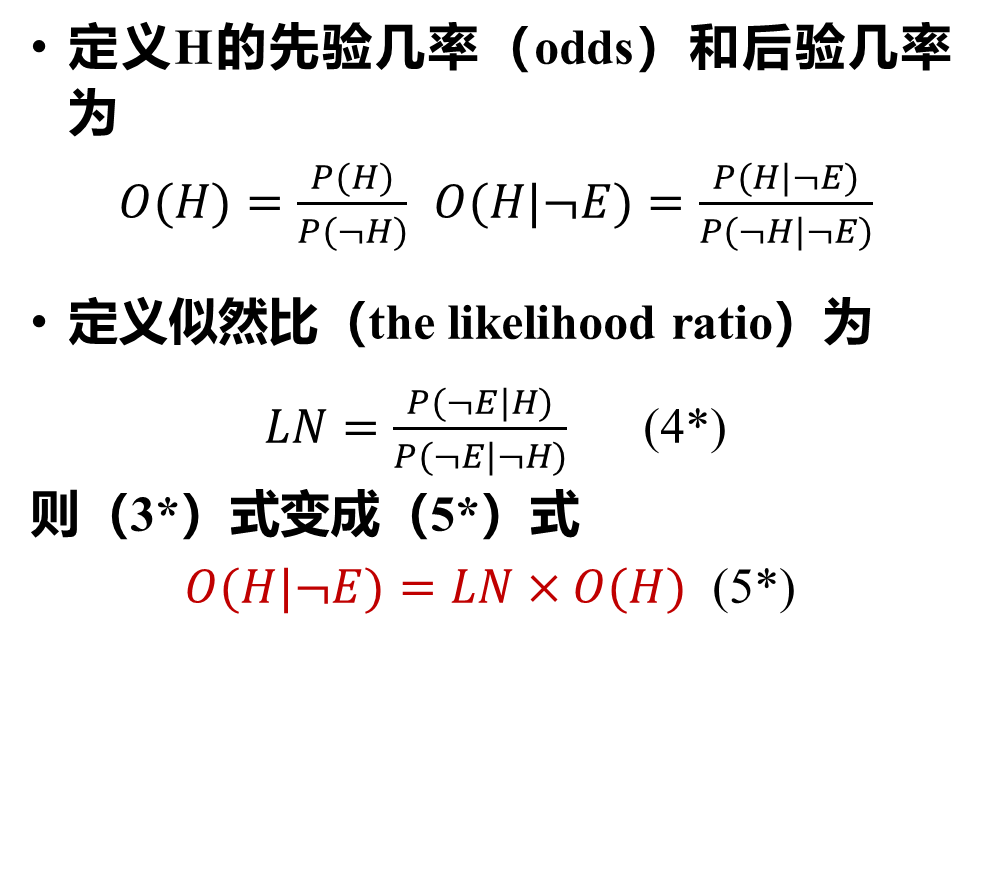 • 定义H的先验几率（odds）和后验几率
为
O(H) = P(H)/P(¬H)  O(H|¬E) = P(H|¬E)/P(¬H|¬E)
• 定义似然比（the likelihood ratio）为
LN = P(¬E|H)/P(¬E|¬H)  (4*)
则（3*）式变成（5*）式
O(H|¬E) = LN × O(H) (5*)